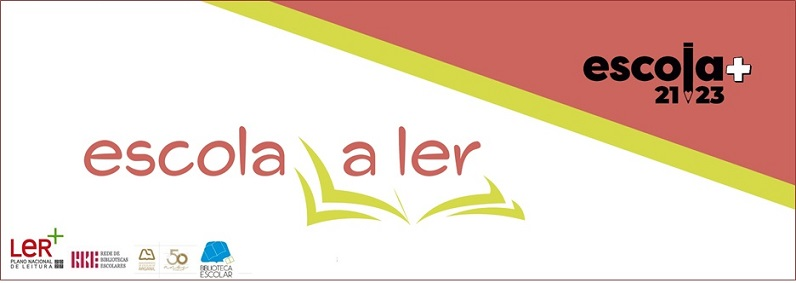 escola+
21 23
escola a ler
LeR+
PLANO NACIONAL
DE LEITURA
REDE DE
BIBLIOTECAS
ESCOLARES
50
BIBLIOTECA
ESCOLAR